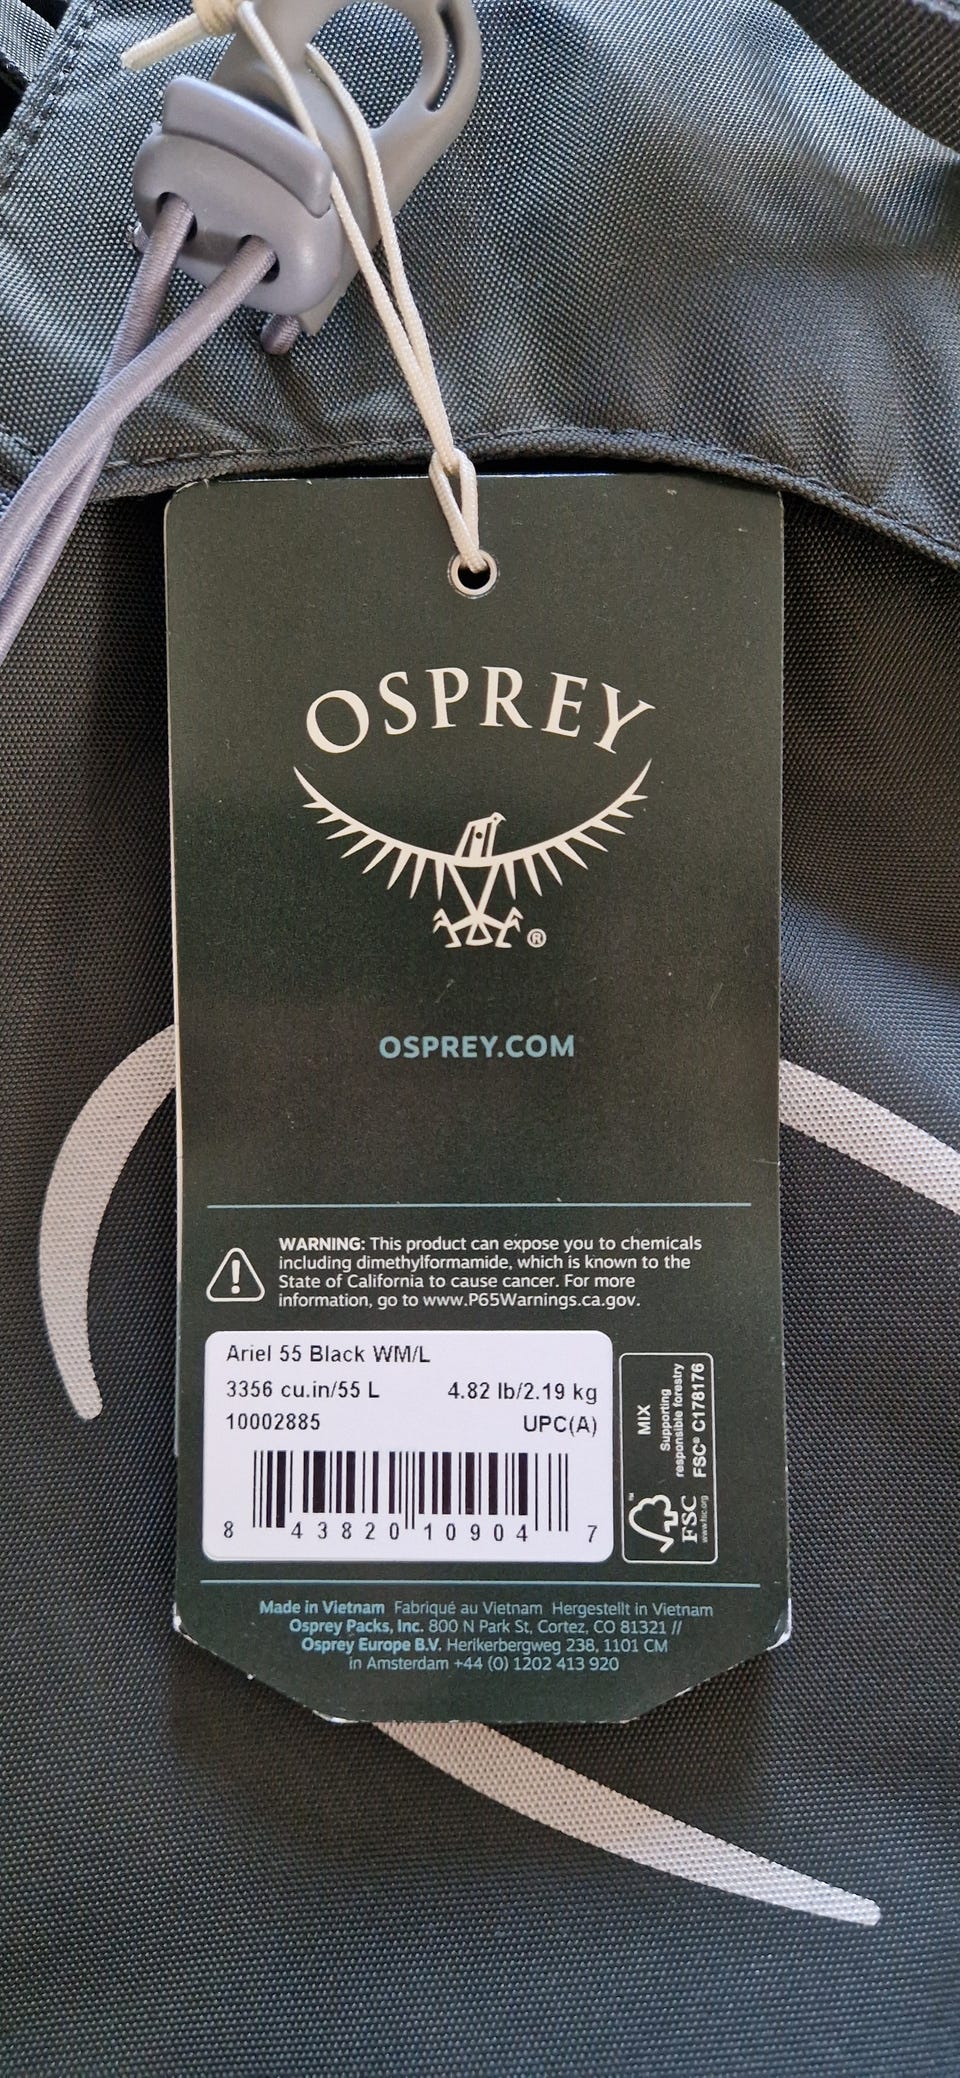 OSPREY
®
OSPREY.COM
WARNING: This product can expose you to chemicals
including dimethylformamide, which is known to the
State of California to cause cancer. For more
information, go to www.P65Warnings.ca.gov.
Ariel 55 Black WM/L
3356 cu.in/55 L 4.82 lb/2.19 kg
10002885 UPC(A)
8 43820 10904 7
MIX
Supporting
responsible forestry
FSC® C178176
™
FSC
www.fsc.org
Made in Vietnam Fabriqué au Vietnam Hergestellt in Vietnam
Osprey Packs, Inc. 800 N Park St, Cortez, CO 81321 //
Osprey Europe B.V. Herikerbergweg 238, 1101 CM
in Amsterdam +44 (0) 1202 413 920